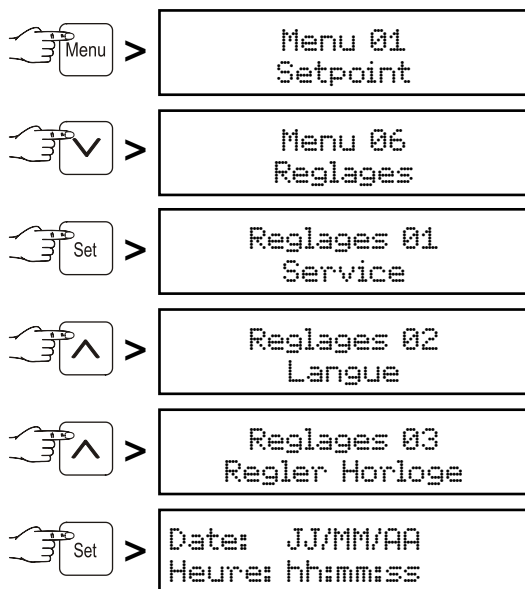 Menu > Menu 01
Setpoint
> Menu 06
Reglages
Set > Reglages 01
Service
> Reglages 02
Langue
> Reglages 03
Regler Horloge
Set > Date: JJ/MM/AA
Heure: hh:mm:ss